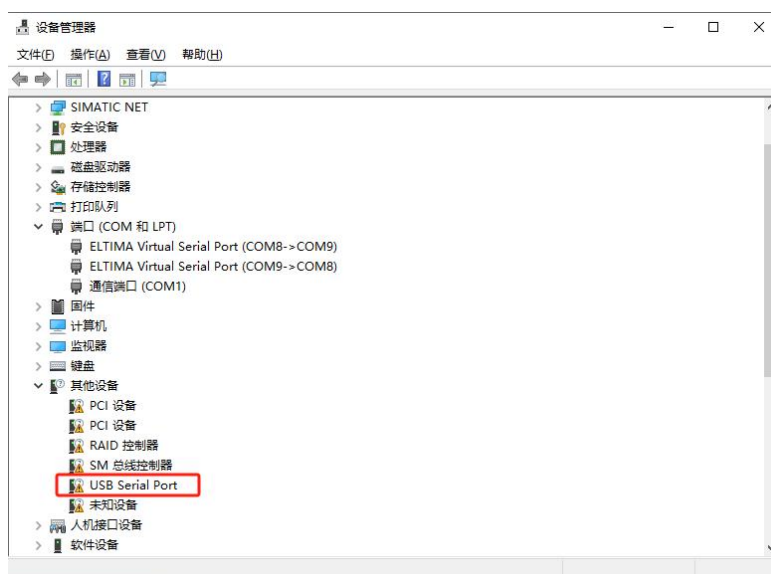 设备管理器
文件(F) 操作(A) 查看(V) 帮助(H)
SIMATIC NET
安全设备
处理器
磁盘驱动器
存储控制器
打印队列
端口 (COM 和 LPT)
ELTIMA Virtual Serial Port (COM8->COM9)
ELTIMA Virtual Serial Port (COM9->COM8)
通信端口 (COM1)
固件
计算机
监视器
键盘
其他设备
PCI 设备
PCI 设备
RAID 控制器
SM 总线控制器
USB Serial Port
未知设备
人机接口设备
软件设备